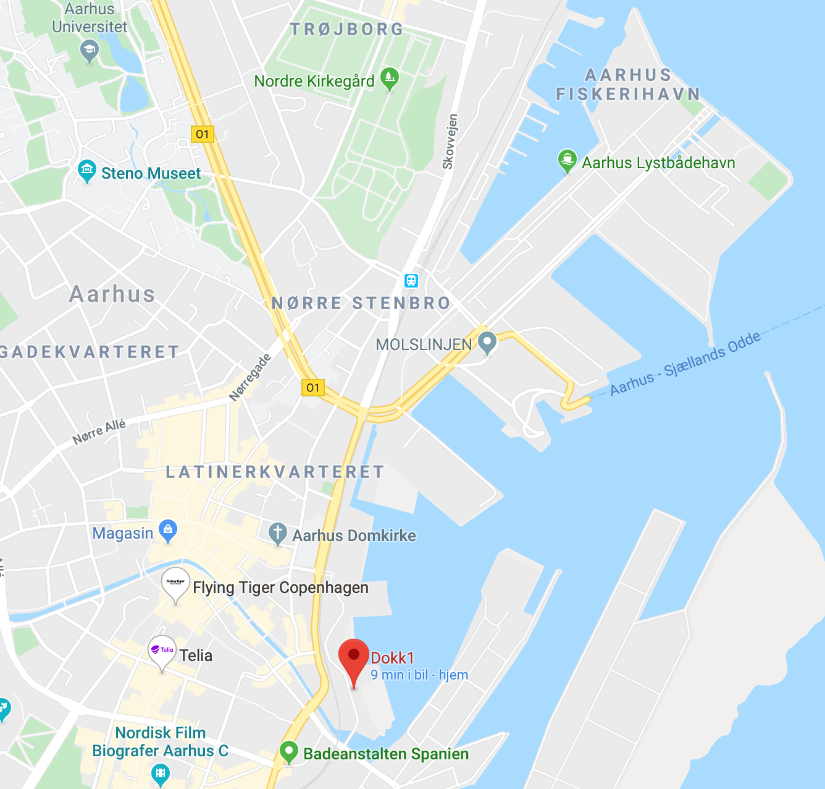 Aarhus
Universitet
TRØJBORG
AARHUS
FISKERIHAVN
Nordre Kirkegård
01
Skovvejen
Aarhus Lystbådehavn
Steno Museet
Aarhus
NØRRE STENBRO
MOLSLINJEN
GADEKVARTERET
Aarhus - Sjællands Odde
Nørregade
01
Nørre Allé
LATINERKVARTERET
Magasin
Aarhus Domkirke
Allé
Flying Tiger Copenhagen
Telia
Telia
Dokk1
9 min i bil - hjem
Nordisk Film
Biografer Aarhus C
Badeanstalten Spanien